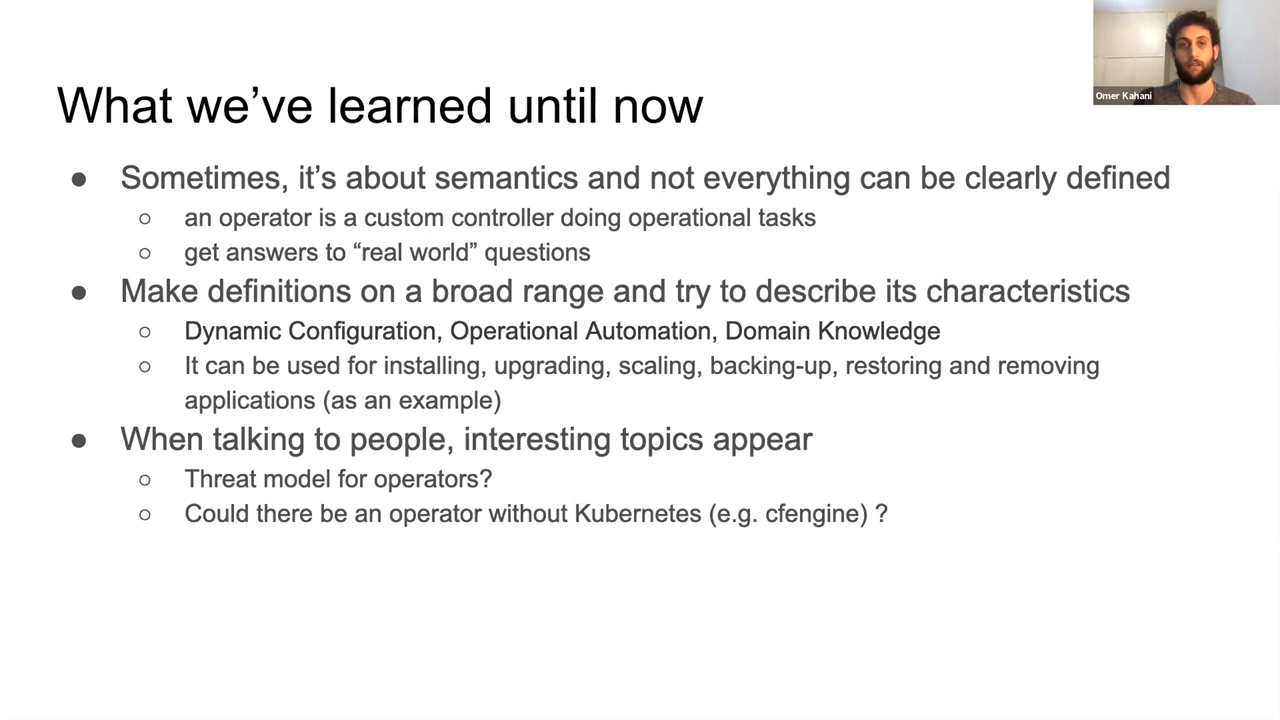 Omer Kahani
What we've learned until now
● Sometimes, it's about semantics and not everything can be clearly defined
○ an operator is a custom controller doing operational tasks
○ get answers to “real world” questions
● Make definitions on a broad range and try to describe its characteristics
○ Dynamic Configuration, Operational Automation, Domain Knowledge
○ It can be used for installing, upgrading, scaling, backing-up, restoring and removing
applications (as an example)
● When talking to people, interesting topics appear
○ Threat model for operators?
○ Could there be an operator without Kubernetes (e.g. cfengine) ?